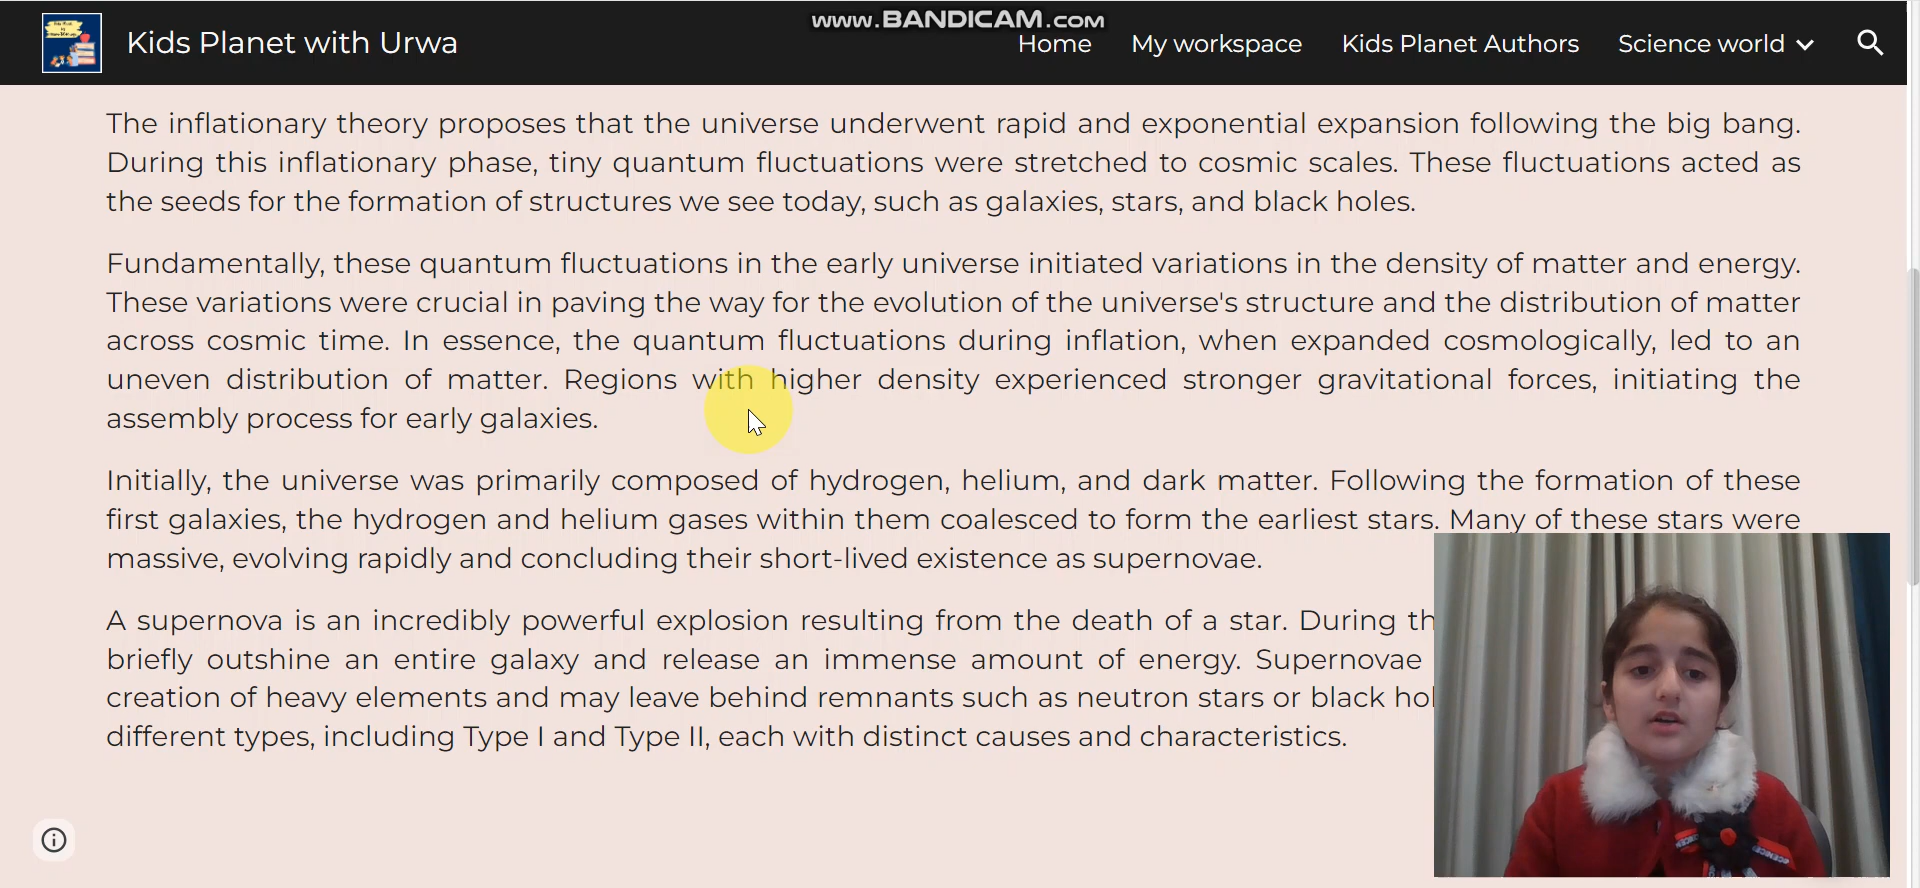 www.BANDICAM.com
Kids Planet with Urwa
Home
My workspace
Kids Planet Authors
Science world
The inflationary theory proposes that the universe underwent rapid and exponential expansion following the big bang.
During this inflationary phase, tiny quantum fluctuations were stretched to cosmic scales. These fluctuations acted as
the seeds for the formation of structures we see today, such as galaxies, stars, and black holes.
Fundamentally, these quantum fluctuations in the early universe initiated variations in the density of matter and energy.
These variations were crucial in paving the way for the evolution of the universe's structure and the distribution of matter
across cosmic time. In essence, the quantum fluctuations during inflation, when expanded cosmologically, led to an
uneven distribution of matter. Regions with higher density experienced stronger gravitational forces, initiating the
assembly process for early galaxies.
Initially, the universe was primarily composed of hydrogen, helium, and dark matter. Following the formation of these
first galaxies, the hydrogen and helium gases within them coalesced to form the earliest stars. Many of these stars were
massive, evolving rapidly and concluding their short-lived existence as supernovae.
A supernova is an incredibly powerful explosion resulting from the death of a star. During th
briefly outshine an entire galaxy and release an immense amount of energy. Supernovae
creation of heavy elements and may leave behind remnants such as neutron stars or black hol
different types, including Type I and Type II, each with distinct causes and characteristics.